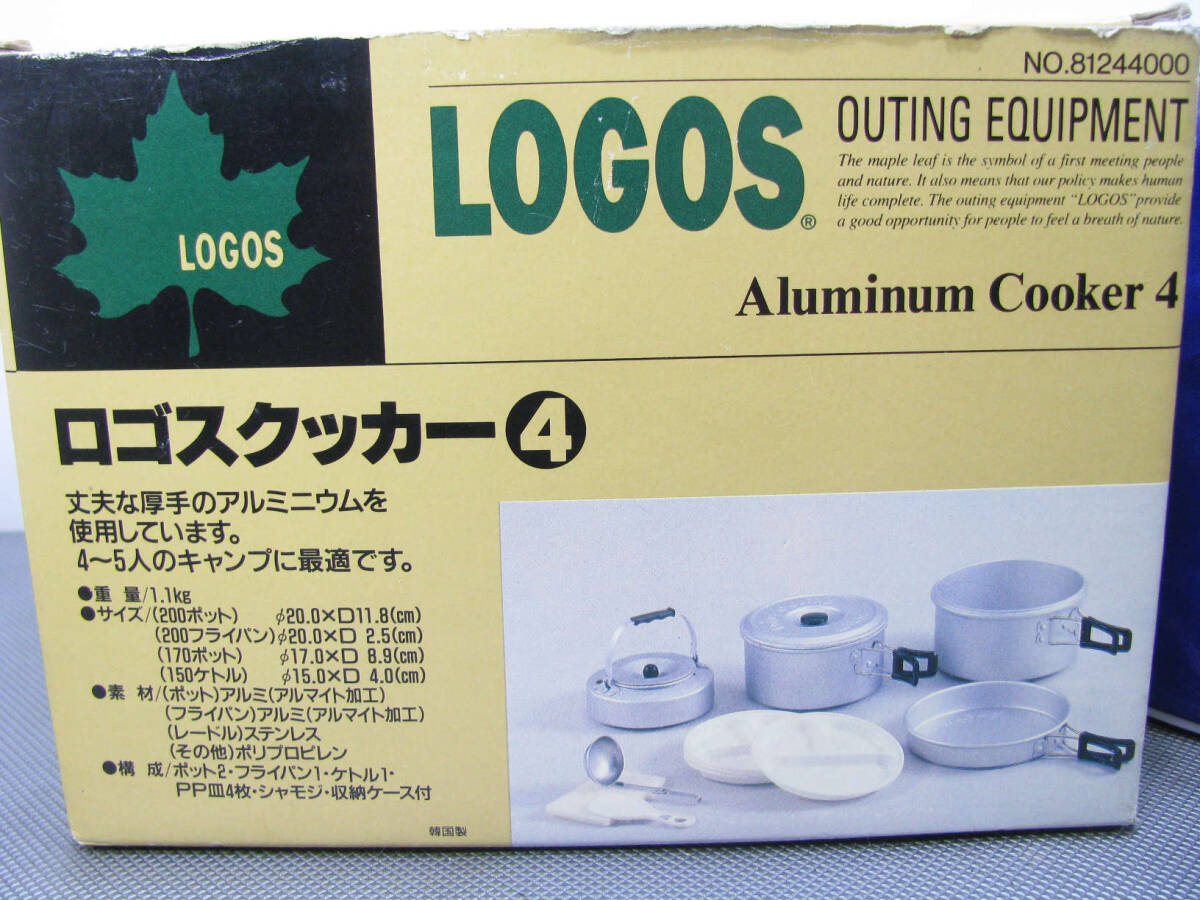 NO.81244000
LOGOS
LOGOS®
OUTING EQUIPMENT
The maple leaf is the symbol of a first meeting people
and nature. It also means that our policy makes human
life complete. The outing equipment “LOGOS” provide
a good opportunity for people to feel a breath of nature.
Aluminum Cooker 4
ロゴスクッカー4
丈夫な厚手のアルミニウムを
使用しています。
4〜5人のキャンプに最適です。
●重 量/1.1kg
●サイズ/(200ポット) φ20.0×D11.8(cm)
(200フライパン)φ20.0×D 2.5(cm)
(170ポット) φ17.0×D 8.9(cm)
(150ケトル) φ15.0×D 4.0(cm)
●素 材/(ポット)アルミ(アルマイト加工)
(フライパン)アルミ(アルマイト加工)
(レードル)ステンレス
(その他)ポリプロピレン
●構 成/ポット2・フライパン1・ケトル1・
PP皿4枚・シャモジ・収納ケース付
韓国製